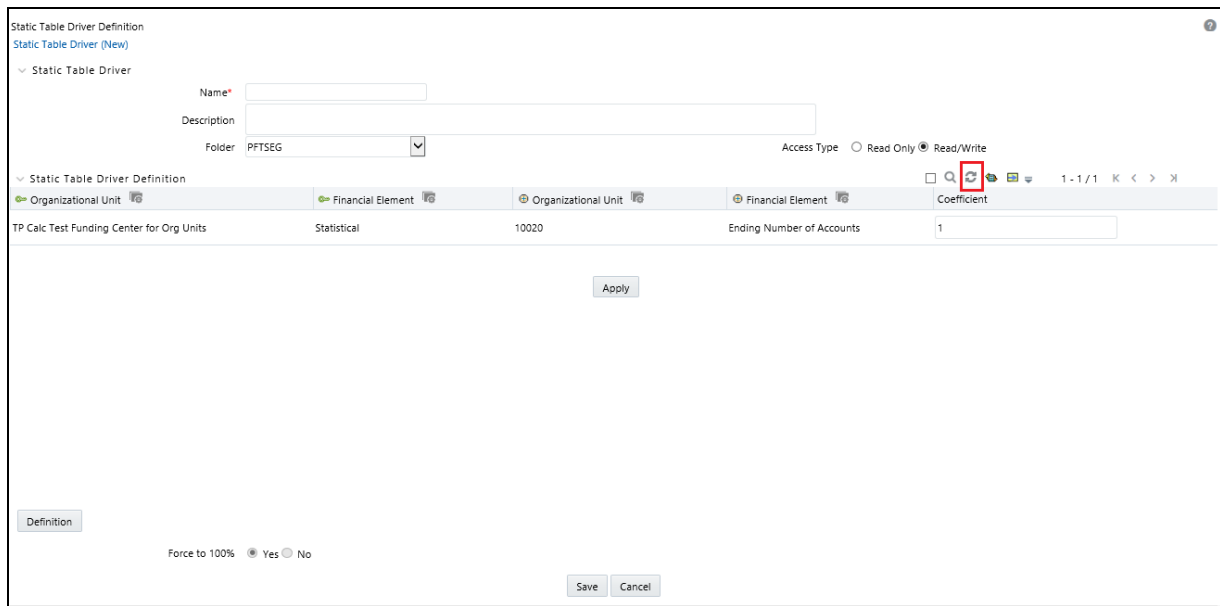 Static Table Driver Definition
Static Table Driver (New)
Static Table Driver
Name*
Description
Folder PFTSEG Access Type Read Only Read/Write
Static Table Driver Definition 1 - 1 / 1
Organizational Unit Financial Element Organizational Unit Financial Element Coefficient
TP Calc Test Funding Center for Org Units Statistical 10020 Ending Number of Accounts 1
Apply
Definition
Force to 100% Yes No
Save Cancel